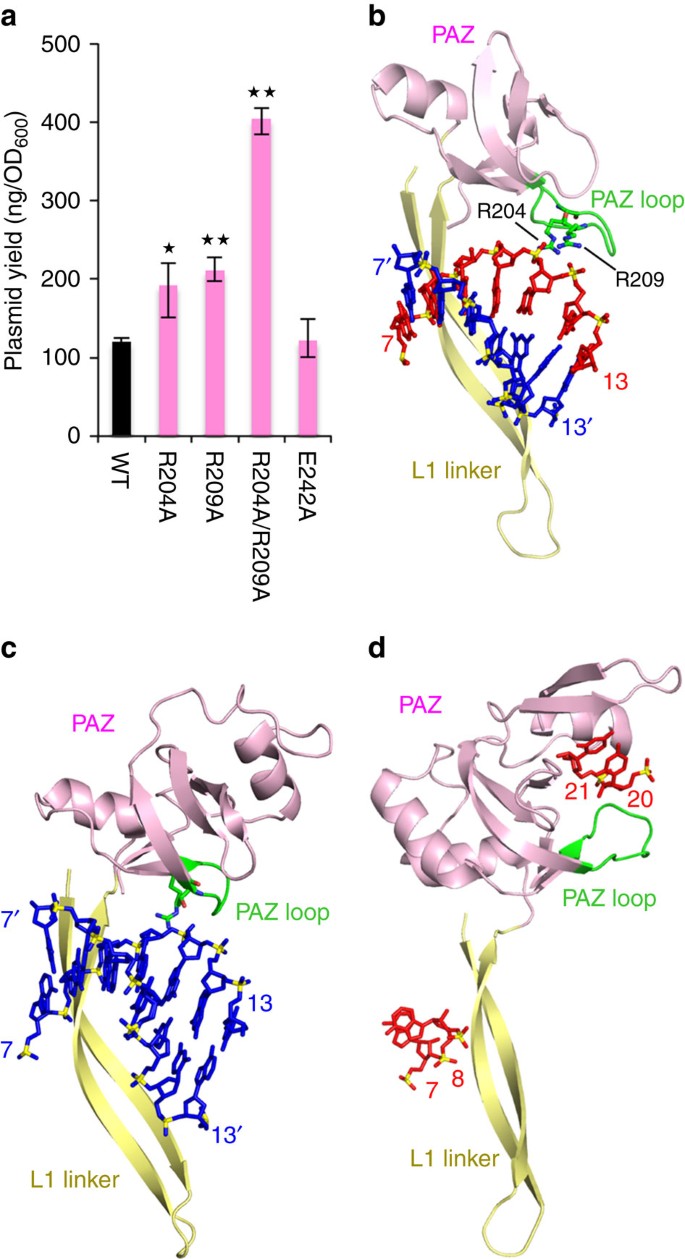 a
Plasmid yield (ng/OD600)
500
400
300
200
100
0
★
★★
★★
WT
R204A
R209A
R204A/R209A
E242A
b
PAZ
PAZ loop
R204
R209
7′
7
13
13′
L1 linker
c
PAZ
PAZ loop
7′
13
7
13′
L1 linker
d
PAZ
21
20
PAZ loop
7
8
L1 linker